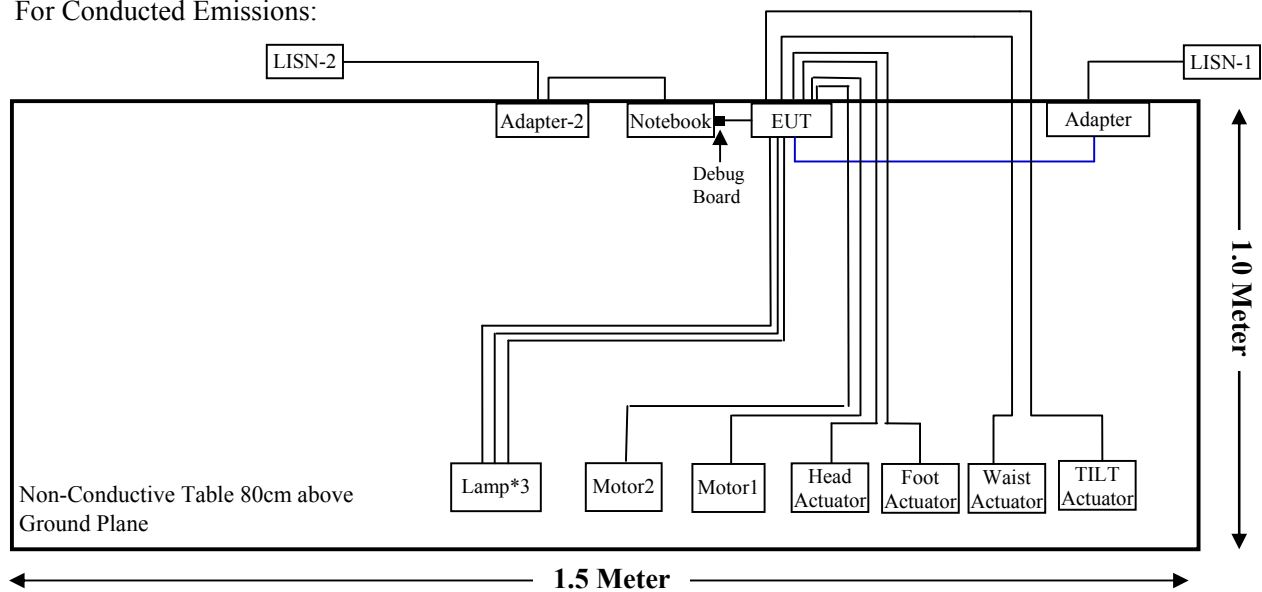 For Conducted Emissions:
LISN-2
LISN-1
Adapter-2
Notebook
EUT
Adapter
Debug
Board
1.0 Meter
Lamp*3
Motor2
Motor1
Head
Actuator
Foot
Actuator
Waist
Actuator
TILT
Actuator
Non-Conductive Table 80cm above
Ground Plane
1.5 Meter